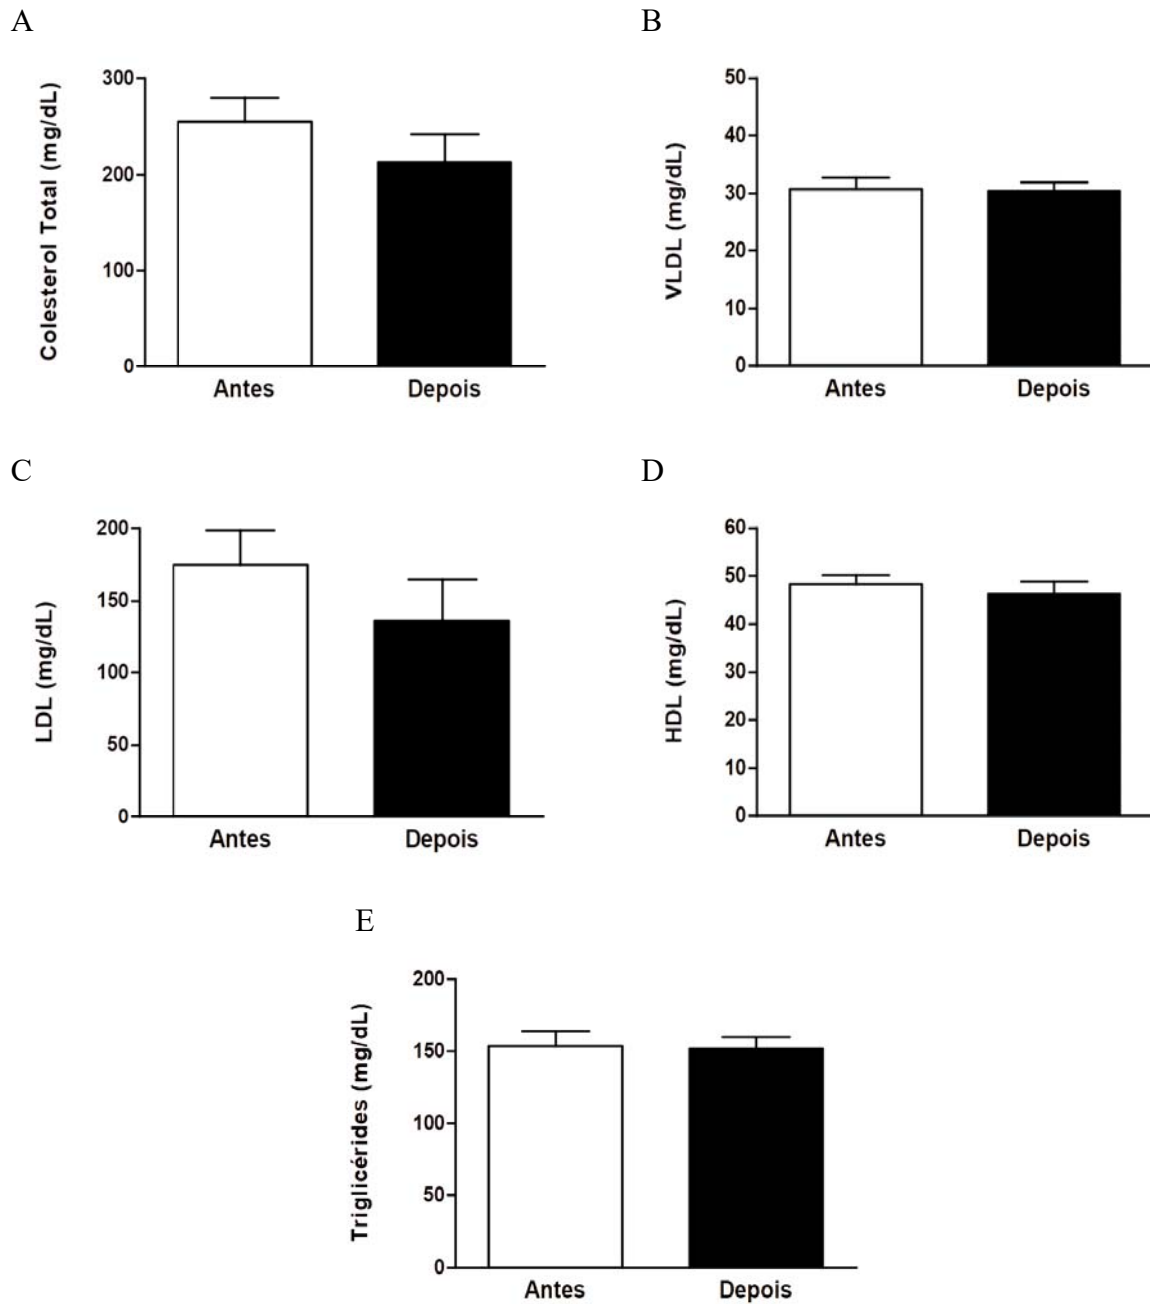 A
Colesterol Total (mg/dL)
300
200
100
0
Antes Depois
B
VLDL (mg/dL)
50
40
30
20
10
0
Antes Depois
C
LDL (mg/dL)
200
150
100
50
0
Antes Depois
D
HDL (mg/dL)
60
50
40
30
20
10
0
Antes Depois
E
Triglicérides (mg/dL)
200
150
100
50
0
Antes Depois